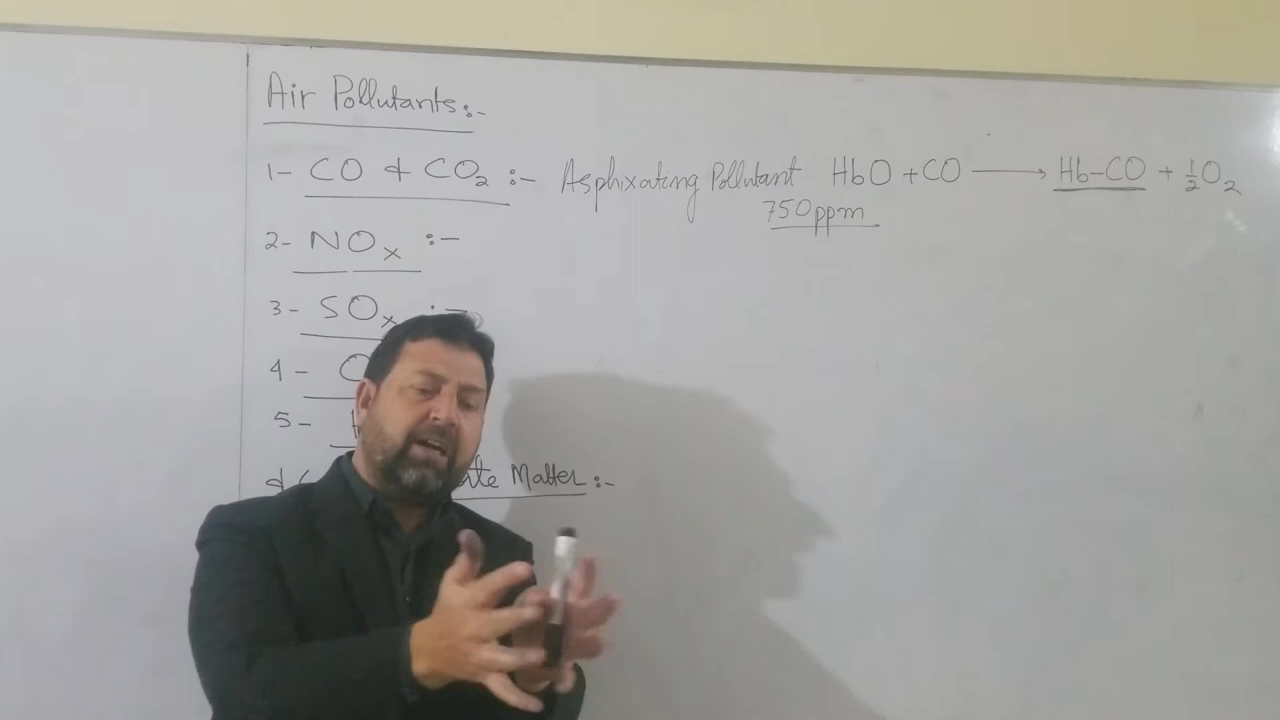 Air Pollutants:-
1- CO & CO₂ :- Asphixating Pollutant HbO + CO ⟶ Hb-CO + ½O₂
750ppm
2- NOₓ :-
3- SOₓ :-
4-
5-
& Matter :-